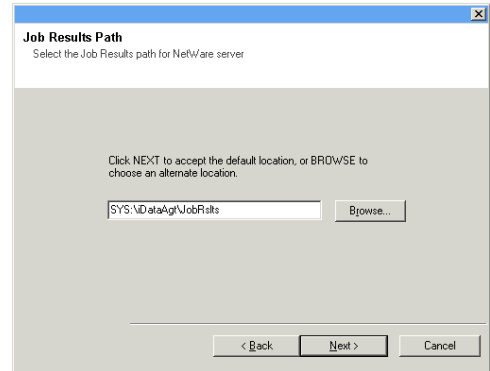 Job Results Path
Select the Job Results path for NetWare server
Click NEXT to accept the default location, or BROWSE to
choose an alternate location.
SYS:\iDataAgt\JobRslts
Browse...
< Back
Next >
Cancel